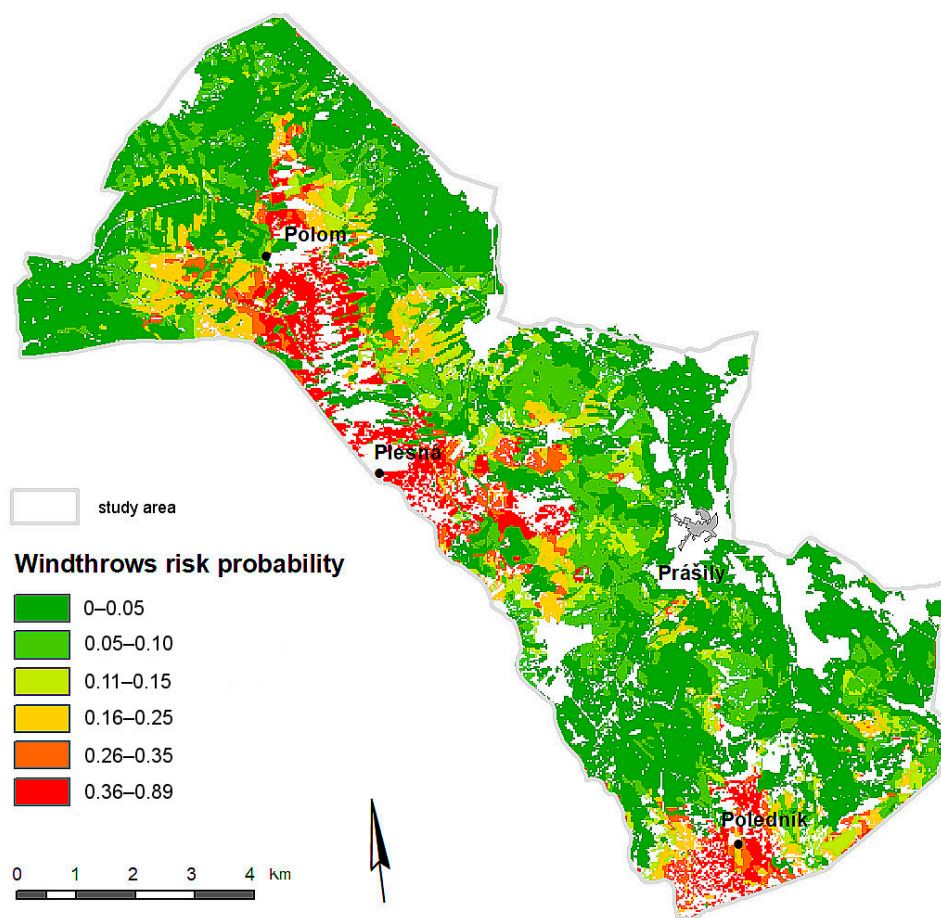 Polom
Plesná
study area
Prášily
Windthrows risk probability
0–0.05
0.05–0.10
0.11–0.15
0.16–0.25
0.26–0.35
0.36–0.89
Poledník
0 1 2 3 4 Km